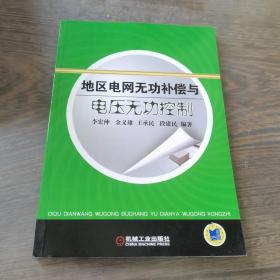 地区电网无功补偿与
电压无功控制
李宏仲 金义雄 王承民 段建民 编著
DIQU DIANWANG WUGONG BUCHANG YU DIANYA WUGONG KONGZHI
机械工业出版社
CHINA MACHINE PRESS